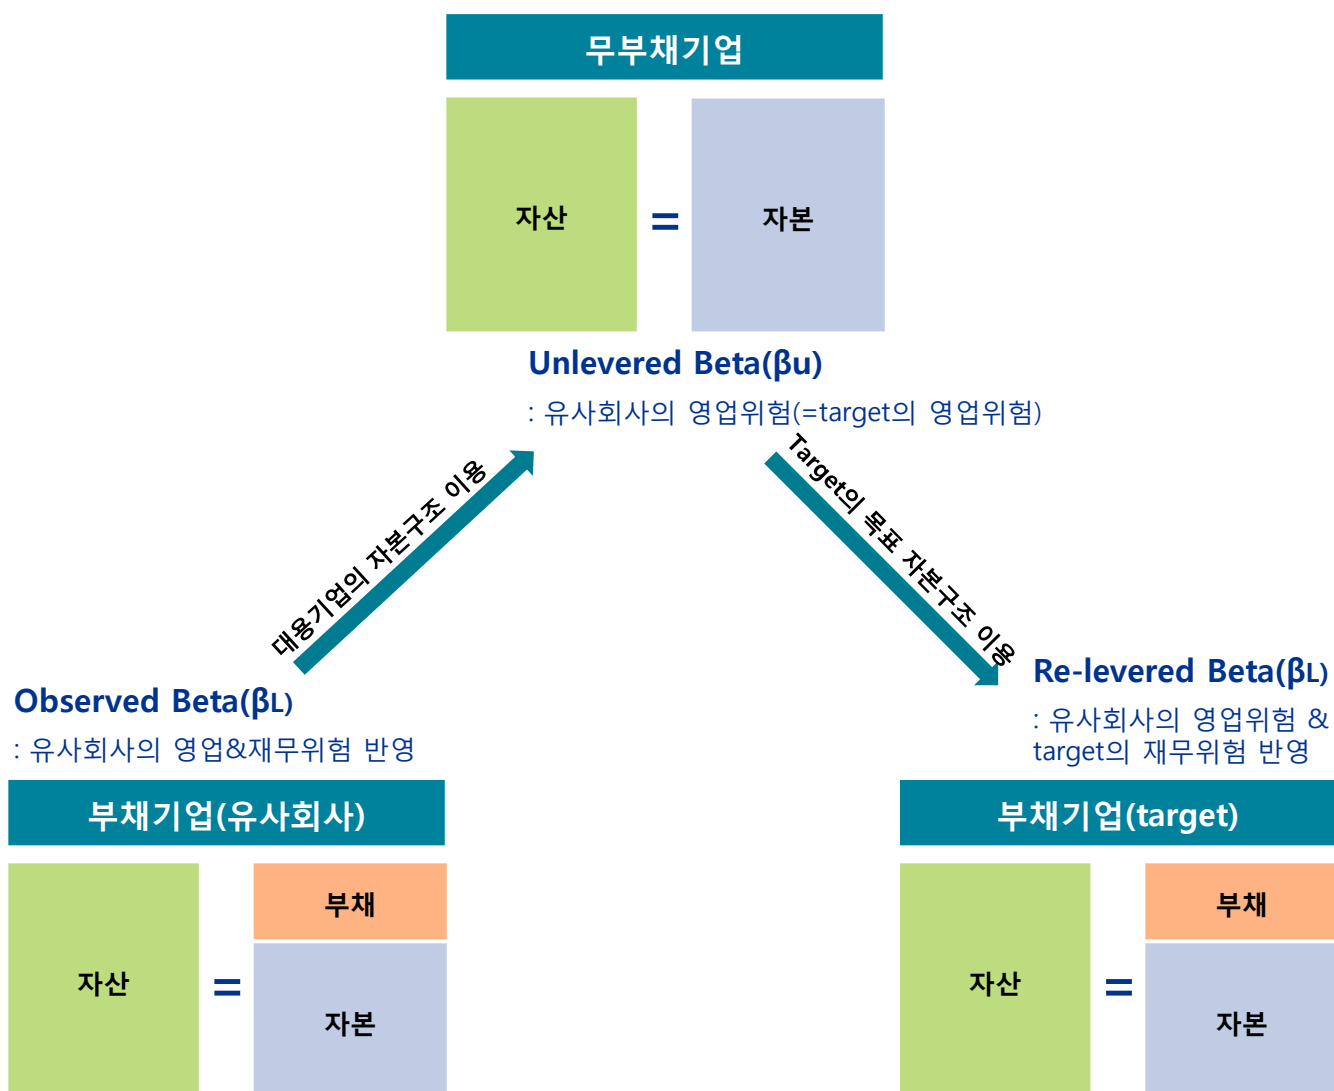 무부채기업
자산
=
자본
Unlevered Beta(βu)
: 유사회사의 영업위험(=target의 영업위험)
대용기업의 자본구조 이용
Target의 목표 자본구조 이용
Observed Beta(βL)
: 유사회사의 영업&재무위험 반영
부채기업(유사회사)
자산
=
부채
자본
Re-levered Beta(βL)
: 유사회사의 영업위험 &
target의 재무위험 반영
부채기업(target)
자산
=
부채
자본